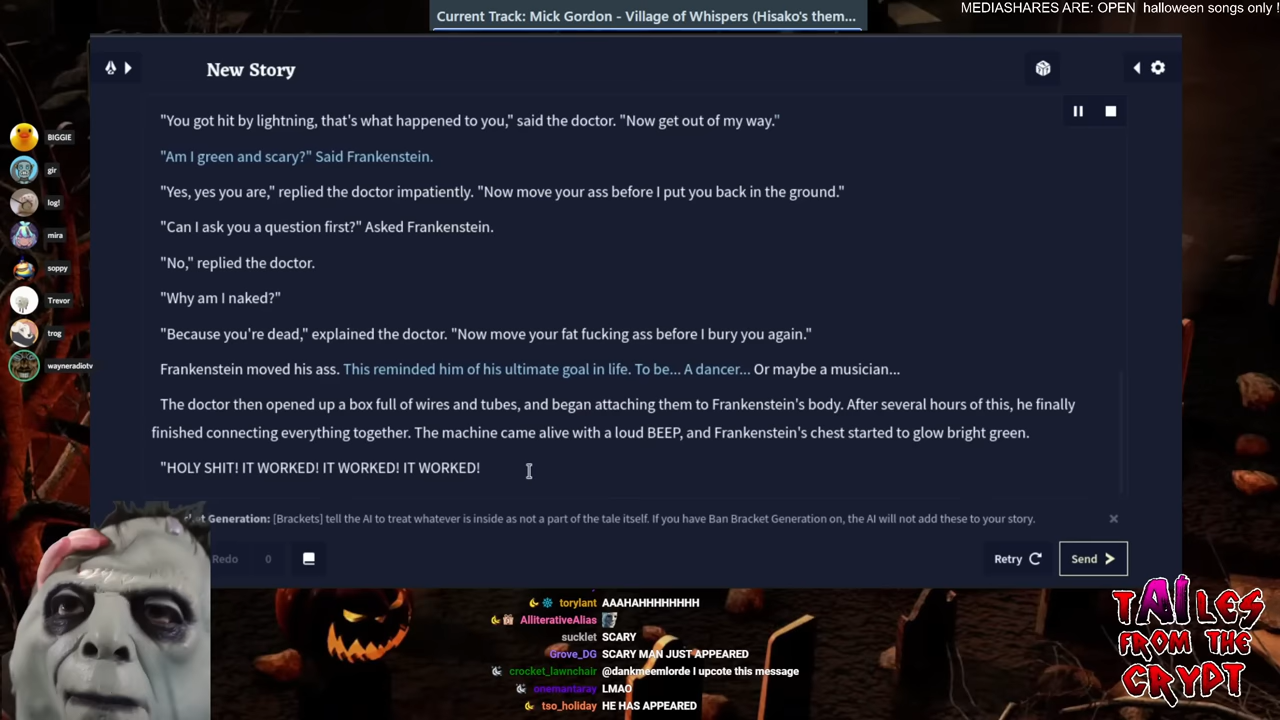 Current Track: Mick Gordon - Village of Whispers (Hisako's them...
MEDIASHARES ARE: OPEN halloween songs only !
New Story
"You got hit by lightning, that's what happened to you," said the doctor. "Now get out of my way."
"Am I green and scary?" Said Frankenstein.
"Yes, yes you are," replied the doctor impatiently. "Now move your ass before I put you back in the ground."
"Can I ask you a question first?" Asked Frankenstein.
"No," replied the doctor.
"Why am I naked?"
"Because you're dead," explained the doctor. "Now move your fat fucking ass before I bury you again."
Frankenstein moved his ass. This reminded him of his ultimate goal in life. To be... A dancer... Or maybe a musician...
The doctor then opened up a box full of wires and tubes, and began attaching them to Frankenstein's body. After several hours of this, he finally
finished connecting everything together. The machine came alive with a loud BEEP, and Frankenstein's chest started to glow bright green.
"HOLY SHIT! IT WORKED! IT WORKED! IT WORKED!
BIGGIE
gir
log!
mira
soppy
Trevor
trog
wayneradiotv
Generation: [Brackets] tell the AI to treat whatever is inside as not a part of the tale itself. If you have Ban Bracket Generation on, the AI will not add these to your story.
Redo 0
Retry
Send
torylant AAAHAHHHHHHHH
AlliterativeAlias
sucklet SCARY
Grove_DG SCARY MAN JUST APPEARED
crocket_lawnchair @dankmeemlorde I upcote this message
onemantaray LMAO
tso_holiday HE HAS APPEARED
TAILES
FROM THE
CRYPT